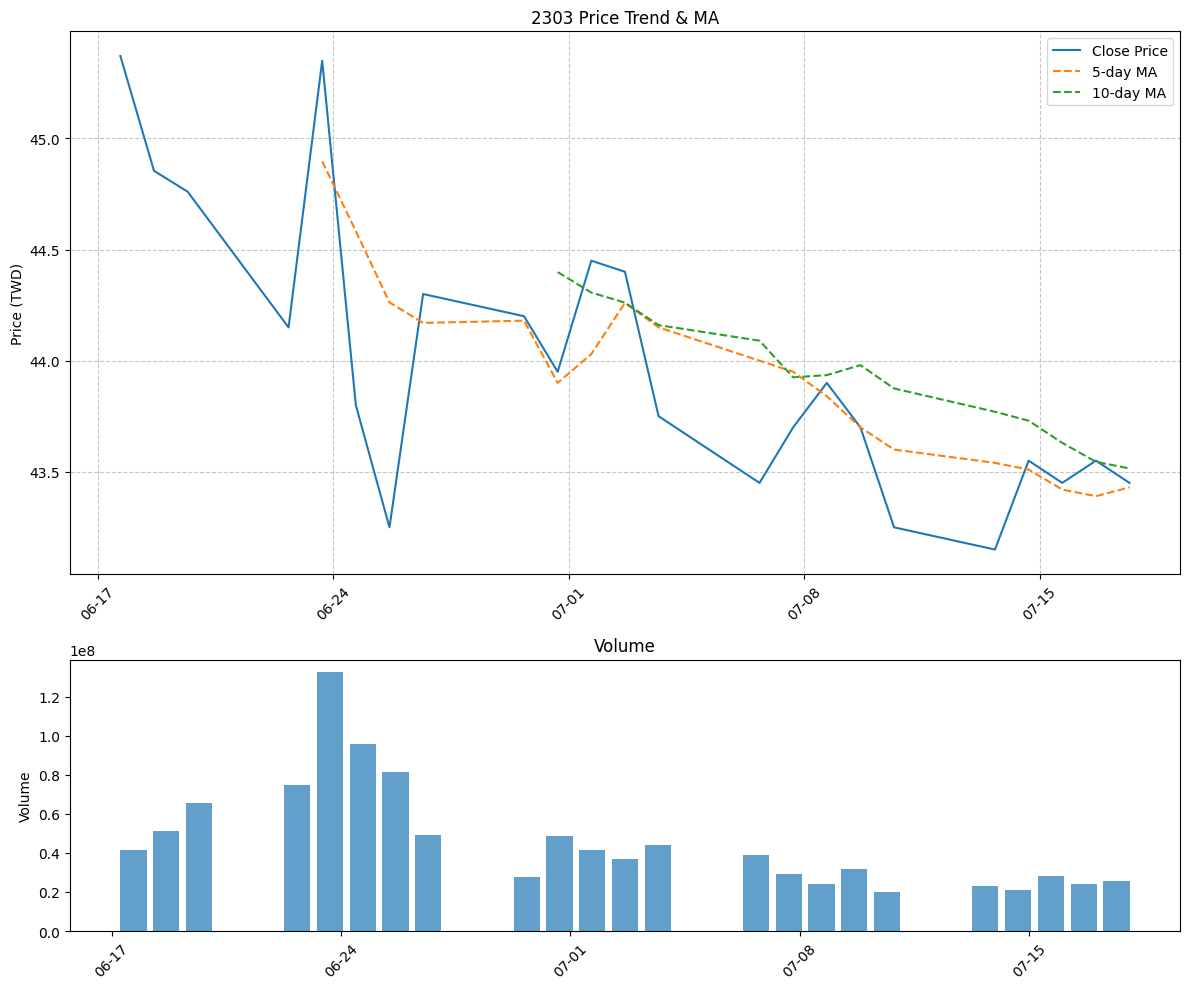 2303 Price Trend & MA
Close Price
5-day MA
10-day MA
Price (TWD)
45.0
44.5
44.0
43.5
06-17
06-24
07-01
07-08
07-15
Volume
1e8
Volume
1.2
1.0
0.8
0.6
0.4
0.2
0.0
06-17
06-24
07-01
07-08
07-15